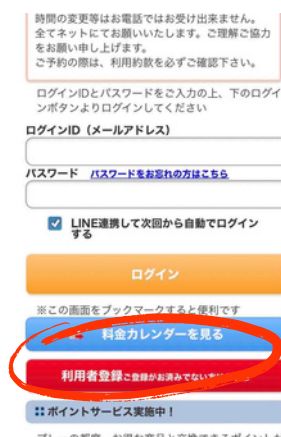 時間の変更等はお電話ではお受け出来ません。
全てネットにてお願いいたします。ご理解ご協力
をお願い申し上げます。
ご予約の際は、利用約款を必ずご確認下さい。
ログインIDとパスワードをご入力の上、下のログイ
ンボタンよりログインしてください
ログインID（メールアドレス）
パスワード パスワードをお忘れの方はこちら
LINE連携して次回から自動でログイン
する
ログイン
※この画面をブックマークすると便利です
料金カレンダーを見る
利用者登録 ご登録がお済みでない方は
ポイントサービス実施中！